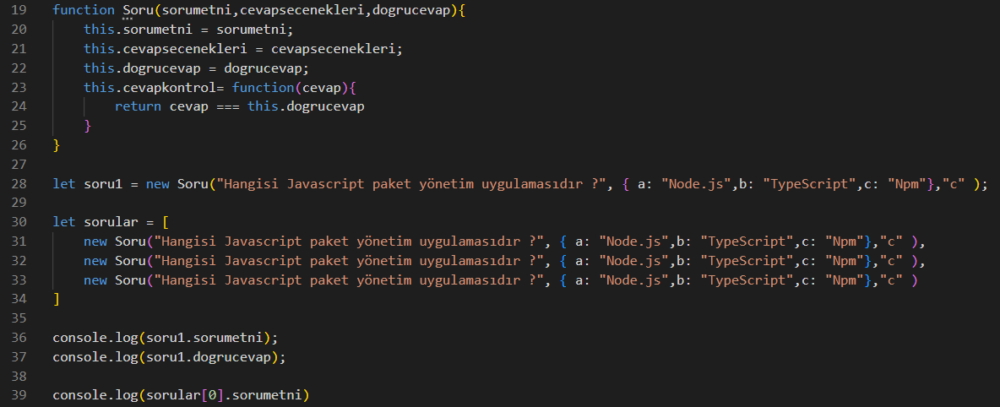 19 function Soru(sorumetni,cevapsecenekleri,dogrucevap){
20     this.sorumetni = sorumetni;
21     this.cevapsecenekleri = cevapsecenekleri;
22     this.dogrucevap = dogrucevap;
23     this.cevapkontrol= function(cevap){
24         return cevap === this.dogrucevap
25     }
26 }
27
28 let soru1 = new Soru("Hangisi Javascript paket yönetim uygulamasıdır ?", { a: "Node.js",b: "TypeScript",c: "Npm"},"c" );
29
30 let sorular = [
31     new Soru("Hangisi Javascript paket yönetim uygulamasıdır ?", { a: "Node.js",b: "TypeScript",c: "Npm"},"c" ),
32     new Soru("Hangisi Javascript paket yönetim uygulamasıdır ?", { a: "Node.js",b: "TypeScript",c: "Npm"},"c" ),
33     new Soru("Hangisi Javascript paket yönetim uygulamasıdır ?", { a: "Node.js",b: "TypeScript",c: "Npm"},"c" )
34 ]
35
36 console.log(soru1.sorumetni);
37 console.log(soru1.dogrucevap);
38
39 console.log(sorular[0].sorumetni)